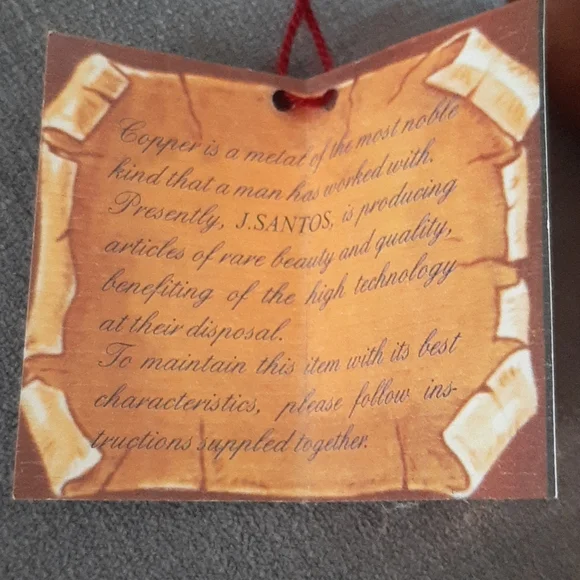 Copper is a metal of the most noble
kind that a man has worked with.
Presently, J.SANTOS, is producing
articles of rare beauty and quality,
benefiting of the high technology
at their disposal.
To maintain this item with its best
characteristics, please follow ins-
tructions suppled together.